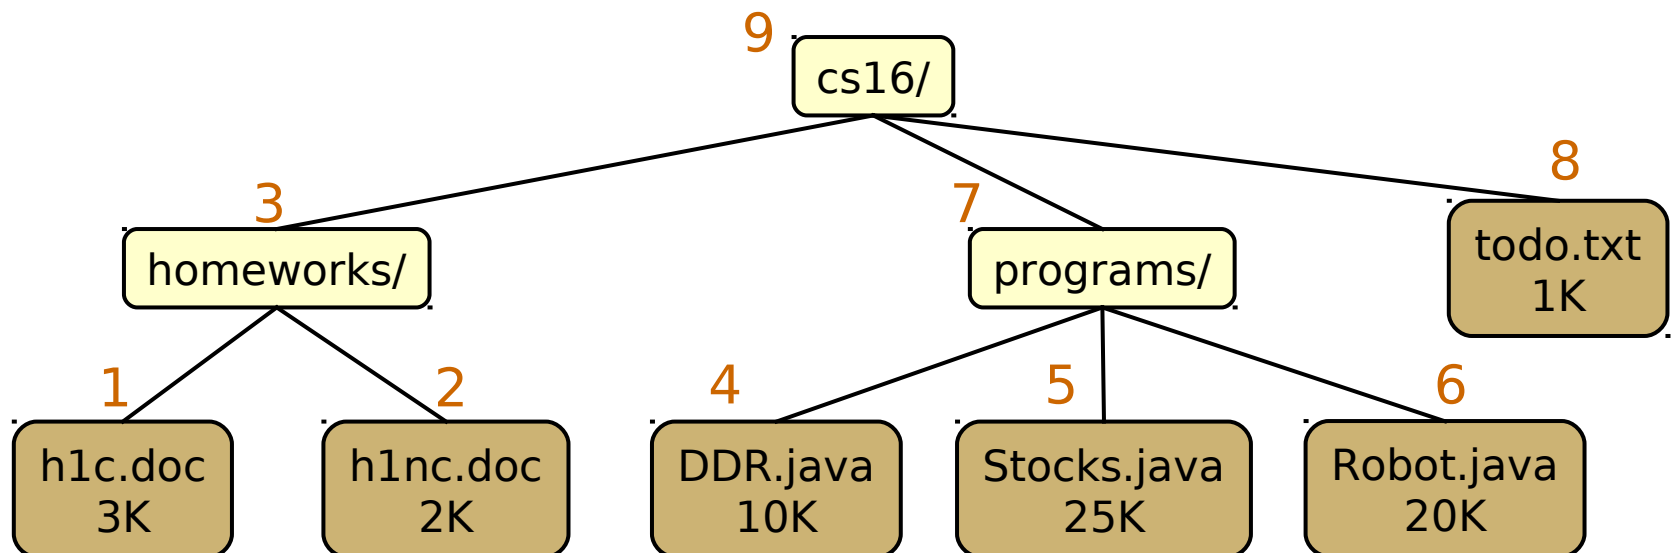 9
cs16/
8
3
7
todo.txt
1K
homeworks/
programs/
1
2
4
5
6
h1c.doc
3K
h1nc.doc
2K
DDR.java
10K
Stocks.java
25K
Robot.java
20K